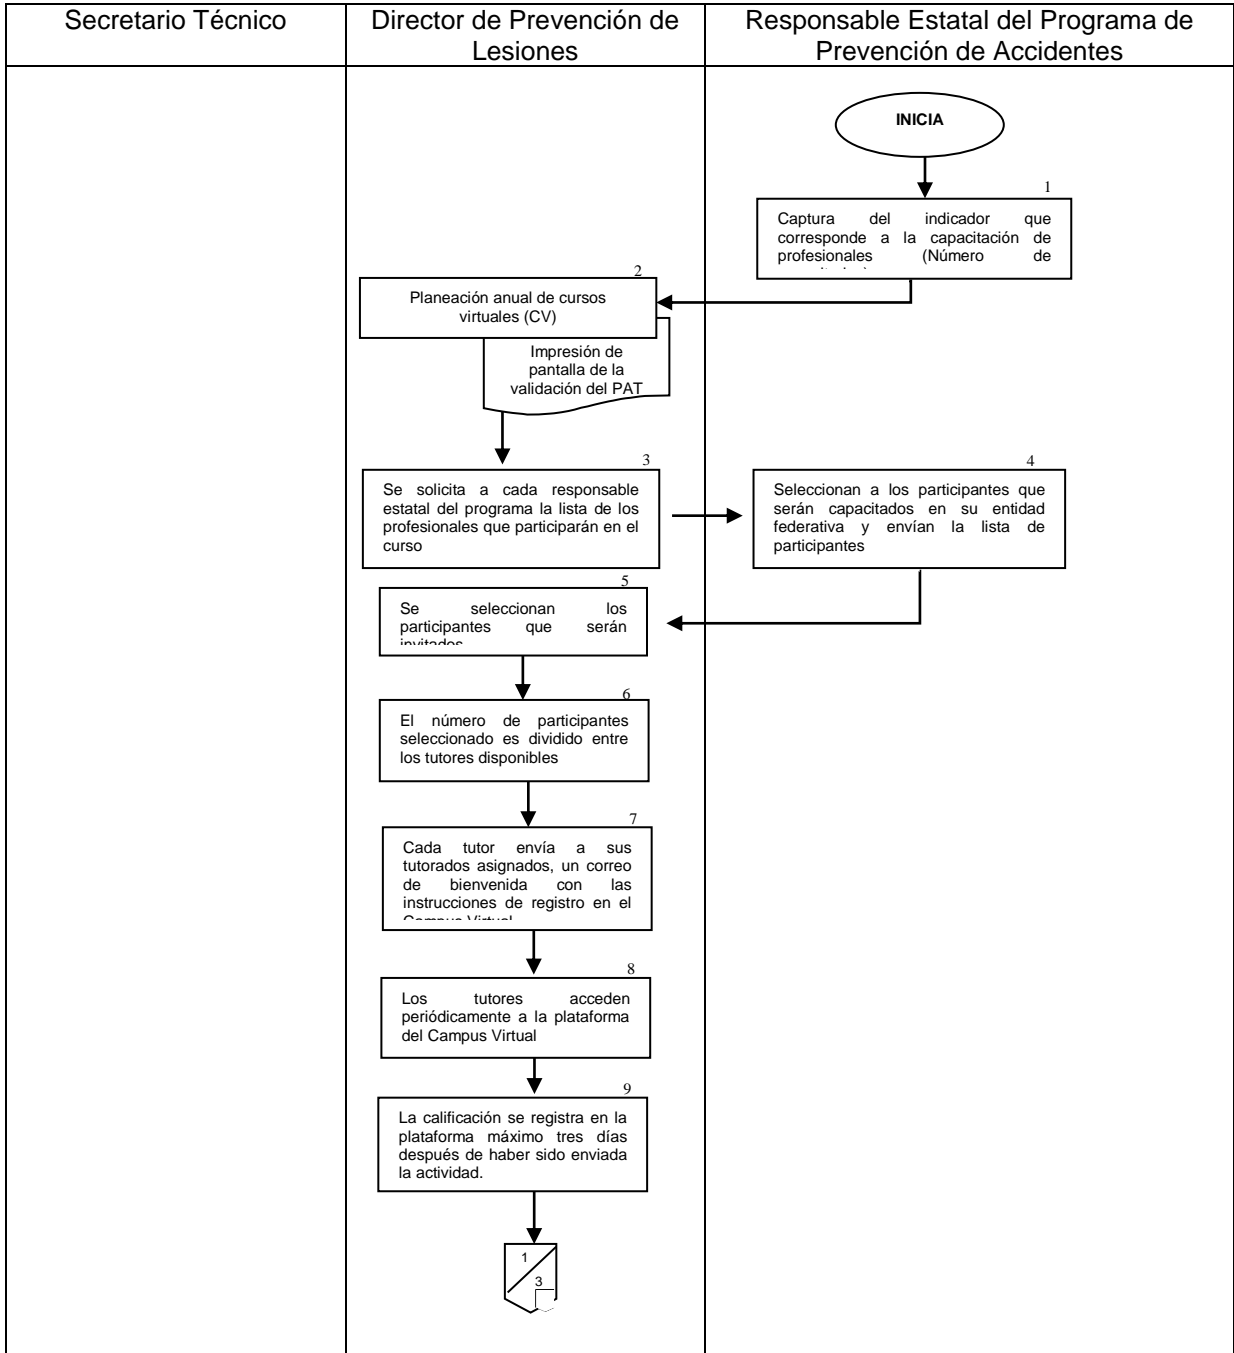 Secretario Técnico
Director de Prevención de
Lesiones
Responsable Estatal del Programa de
Prevención de Accidentes
INICIA
1
Captura del indicador que
corresponde a la capacitación de
profesionales (Número de
2
Planeación anual de cursos
virtuales (CV)
Impresión de
pantalla de la
validación del PAT
3
Se solicita a cada responsable
estatal del programa la lista de los
profesionales que participarán en el
curso
4
Seleccionan a los participantes que
serán capacitados en su entidad
federativa y envían la lista de
participantes
5
Se seleccionan los
participantes que serán
invitados
6
El número de participantes
seleccionado es dividido entre
los tutores disponibles
7
Cada tutor envía a sus
tutorados asignados, un correo
de bienvenida con las
instrucciones de registro en el
Campus Virtual
8
Los tutores acceden
periódicamente a la plataforma
del Campus Virtual
9
La calificación se registra en la
plataforma máximo tres días
después de haber sido enviada
la actividad.
1
3